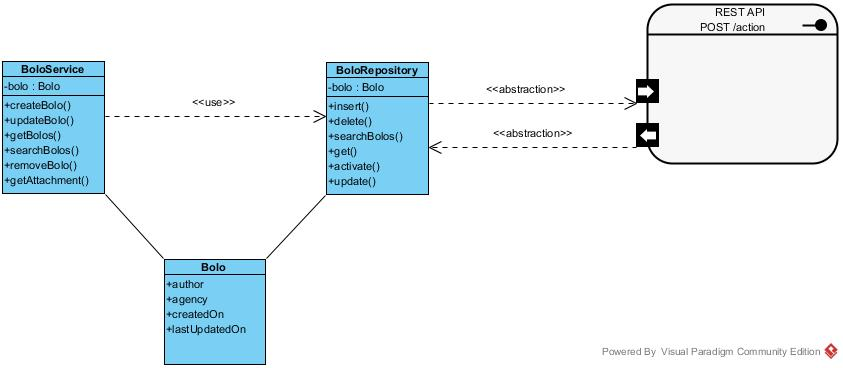 REST API
POST /action
BoloService
-bolo : Bolo
+createBolo()
+updateBolo()
+getBolos()
+searchBolos()
+removeBolo()
+getAttachment()
<<use>>
BoloRepository
-bolo : Bolo
+insert()
+delete()
+searchBolos()
+get()
+activate()
+update()
<<abstraction>>
<<abstraction>>
Bolo
+author
+agency
+createdOn
+lastUpdatedOn
Powered By Visual Paradigm Community Edition